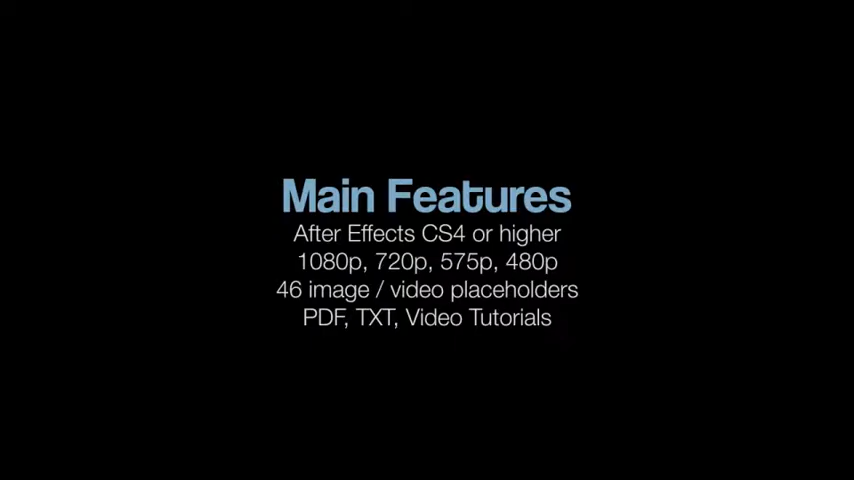 Main Features
After Effects CS4 or higher
1080p, 720p, 575p, 480p
46 image / video placeholders
PDF, TXT, Video Tutorials